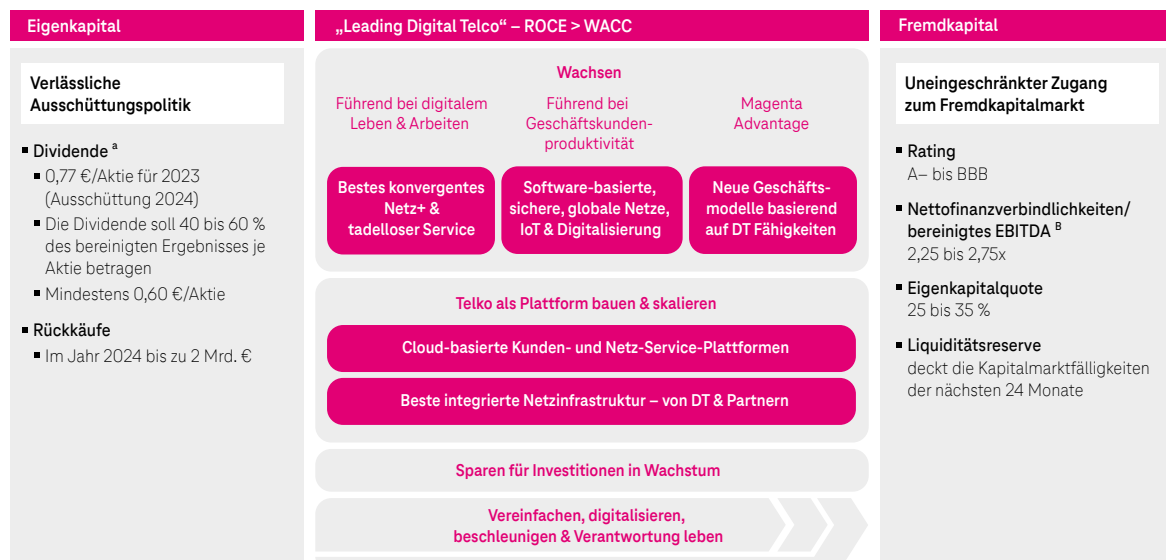 Eigenkapital
Verlässliche
Ausschüttungspolitik
▪ Dividende ᵃ
▪ 0,77 €/Aktie für 2023
(Ausschüttung 2024)
▪ Die Dividende soll 40 bis 60 %
des bereinigten Ergebnisses je
Aktie betragen
▪ Mindestens 0,60 €/Aktie
▪ Rückkäufe
▪ Im Jahr 2024 bis zu 2 Mrd. €
„Leading Digital Telco“ – ROCE > WACC
Wachsen
Führend bei digitalem
Leben & Arbeiten
Führend bei
Geschäftskunden-
produktivität
Magenta
Advantage
Bestes konvergentes
Netz+ &
tadelloser Service
Software-basierte,
sichere, globale Netze,
IoT & Digitalisierung
Neue Geschäfts-
modelle basierend
auf DT Fähigkeiten
Telko als Plattform bauen & skalieren
Cloud-basierte Kunden- und Netz-Service-Plattformen
Beste integrierte Netzinfrastruktur – von DT & Partnern
Sparen für Investitionen in Wachstum
Vereinfachen, digitalisieren,
beschleunigen & Verantwortung leben
Fremdkapital
Uneingeschränkter Zugang
zum Fremdkapitalmarkt
▪ Rating
A– bis BBB
▪ Nettofinanzverbindlichkeiten/
bereinigtes EBITDA ᴮ
2,25 bis 2,75x
▪ Eigenkapitalquote
25 bis 35 %
▪ Liquiditätsreserve
deckt die Kapitalmarktfälligkeiten
der nächsten 24 Monate